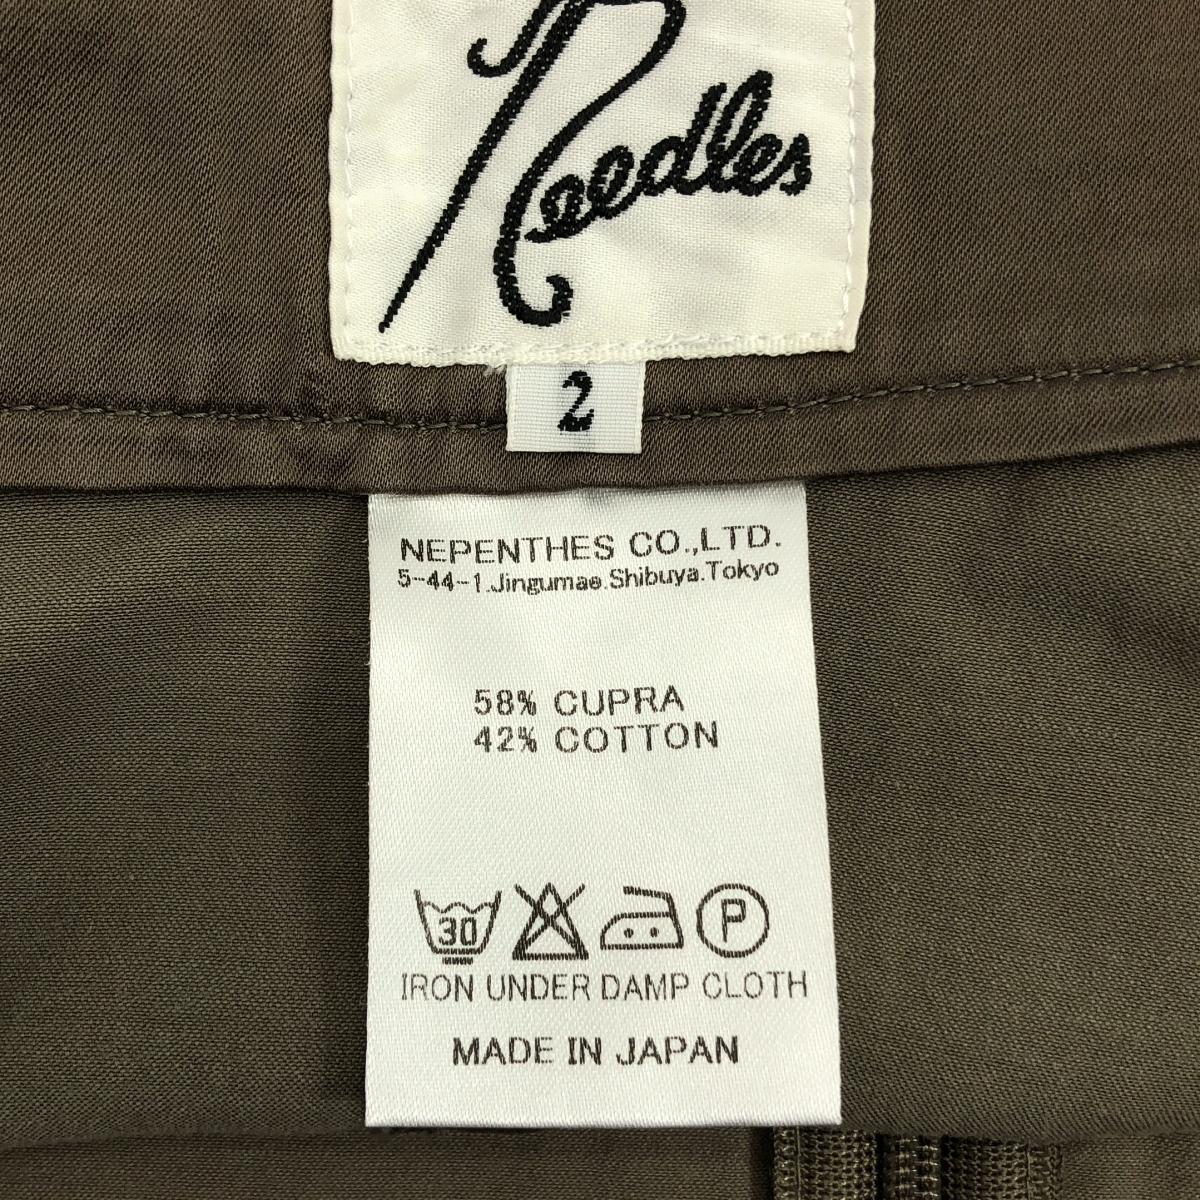 Needles
2
NEPENTHES CO.,LTD.
5-44-1.Jingumae.Shibuya.Tokyo
58% CUPRA
42% COTTON
30 P
IRON UNDER DAMP CLOTH
MADE IN JAPAN